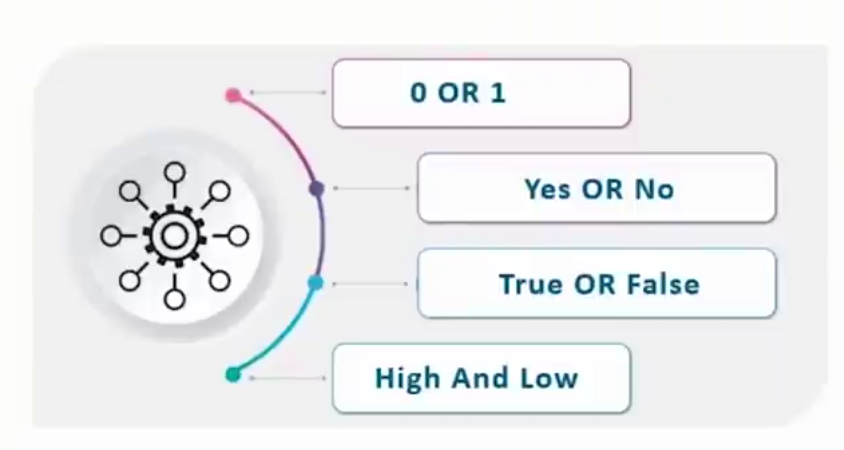 0 OR 1
Yes OR No
True OR False
High And Low